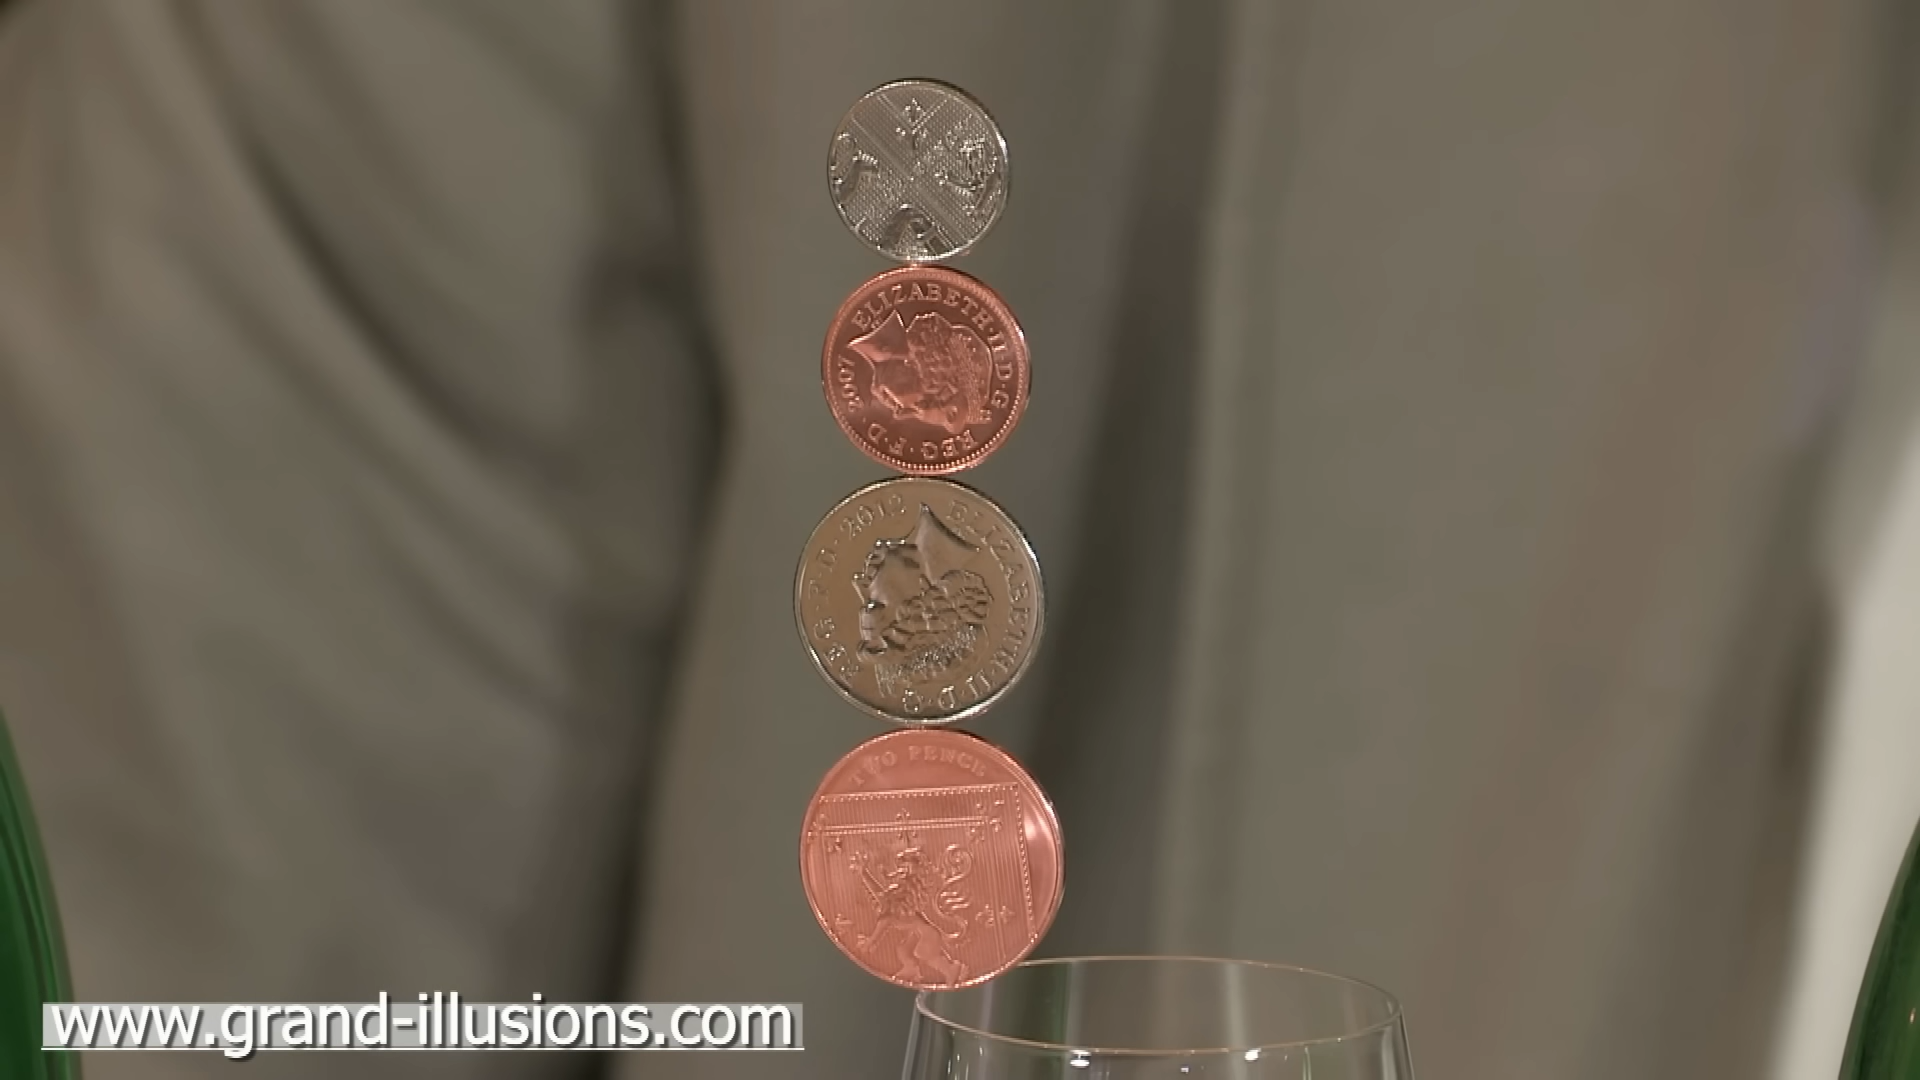 ELIZABETH·II·D·G
REG·F·D·2007
ELIZABETH·II·D·G
REG·F·D·2012
TWO PENCE
www.grand-illusions.com